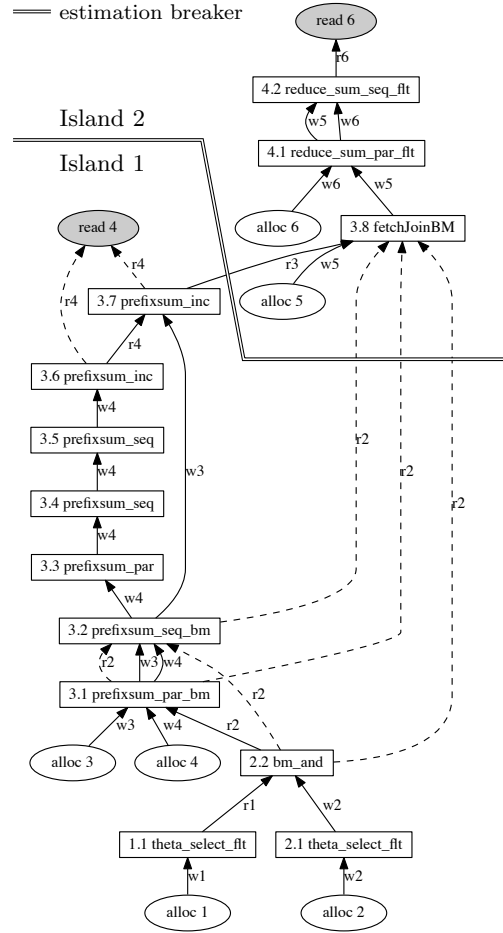 estimation breaker
read 6
r6
4.2 reduce_sum_seq_flt
w5
w6
Island 2
4.1 reduce_sum_par_flt
Island 1
w6
w5
read 4
alloc 6
3.8 fetchJoinBM
r4
r3
w5
r4
3.7 prefixsum_inc
alloc 5
r4
3.6 prefixsum_inc
w4
3.5 prefixsum_seq
r2
w4
w3
r2
3.4 prefixsum_seq
r2
w4
3.3 prefixsum_par
w4
3.2 prefixsum_seq_bm
r2
w3
w4
3.1 prefixsum_par_bm
r2
w3
w4
r2
alloc 3
alloc 4
2.2 bm_and
r1
w2
1.1 theta_select_flt
2.1 theta_select_flt
w1
w2
alloc 1
alloc 2